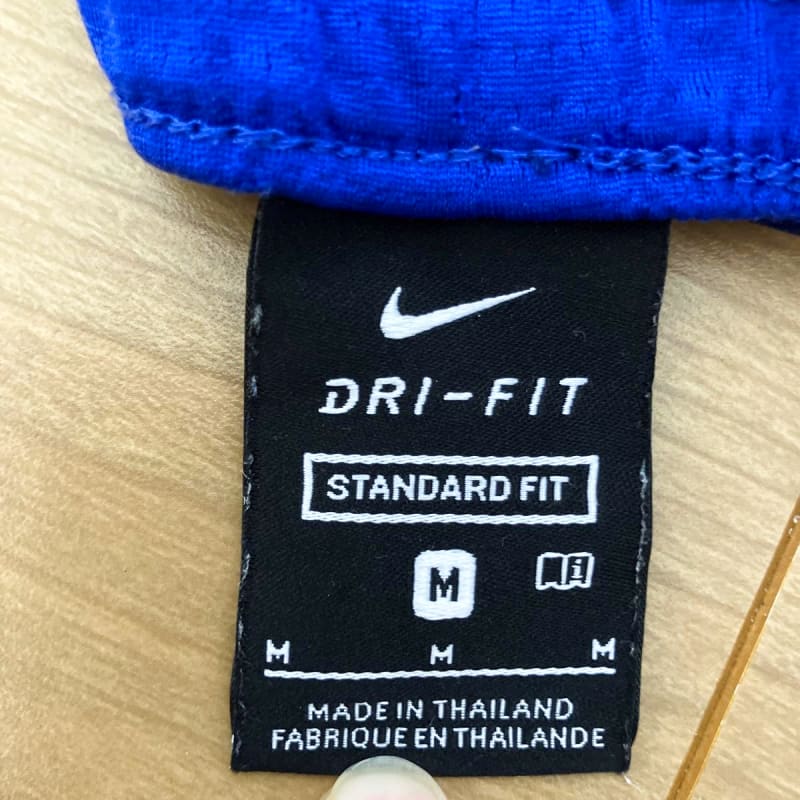 DRI-FIT
STANDARD FIT
M
i
M M M
MADE IN THAILAND
FABRIQUE EN THAILANDE